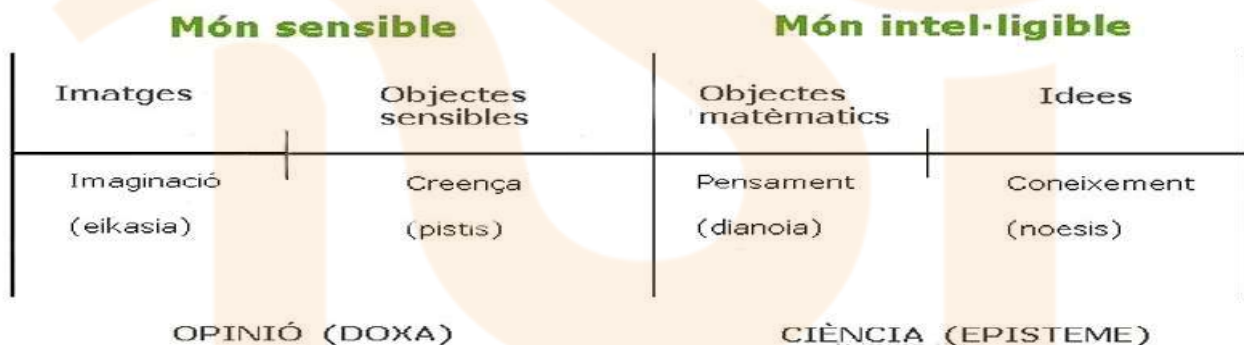 Món sensible Món intel·ligible
Imatges Objectes sensibles Objectes matèmatics Idees
Imaginació Creença Pensament Coneixement
(eikasia) (pistis) (dianoia) (noesis)
OPINIÓ (DOXA) CIÈNCIA (EPISTEME)